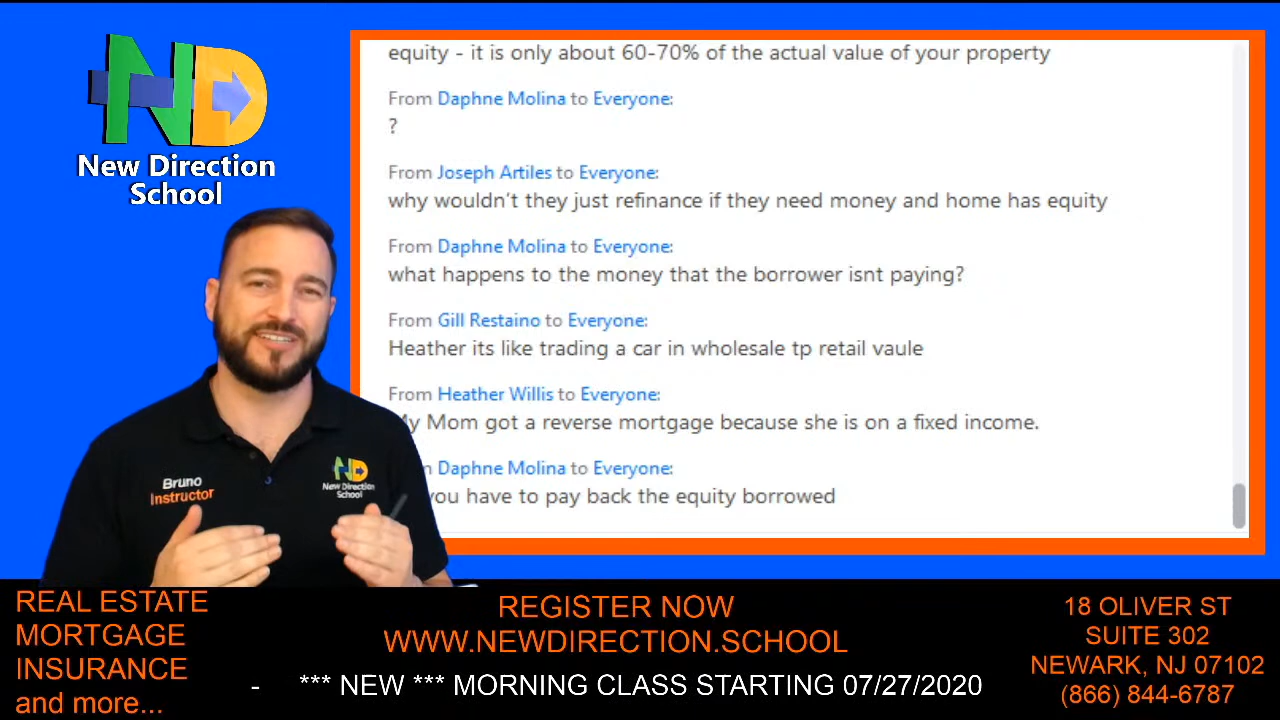 ND
New Direction
School
equity - it is only about 60-70% of the actual value of your property
From Daphne Molina to Everyone:
?
From Joseph Artiles to Everyone:
why wouldn't they just refinance if they need money and home has equity
From Daphne Molina to Everyone:
what happens to the money that the borrower isnt paying?
From Gill Restaino to Everyone:
Heather its like trading a car in wholesale tp retail vaule
From Heather Willis to Everyone:
My Mom got a reverse mortgage because she is on a fixed income.
Daphne Molina to Everyone:
you have to pay back the equity borrowed
Bruno
Instructor
ND
New Direction
School
REAL ESTATE
MORTGAGE
INSURANCE
and more...
REGISTER NOW
WWW.NEWDIRECTION.SCHOOL
- *** NEW *** MORNING CLASS STARTING 07/27/2020
18 OLIVER ST
SUITE 302
NEWARK, NJ 07102
(866) 844-6787